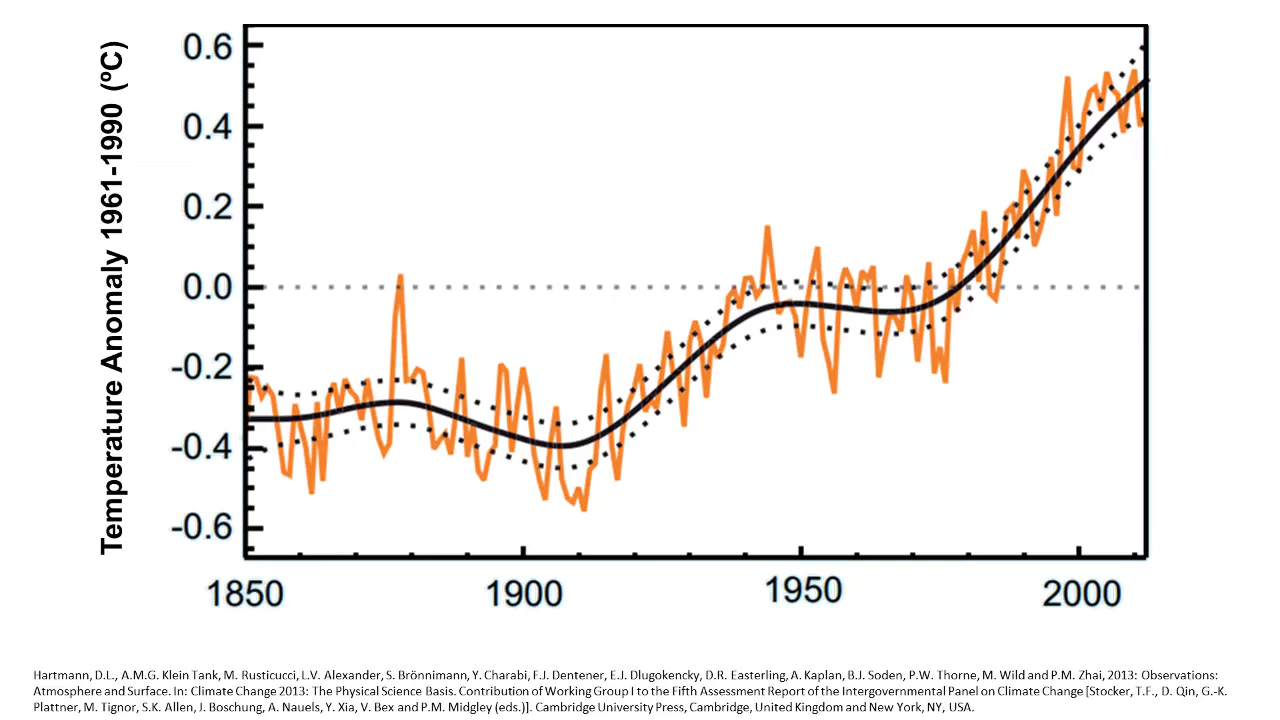 Temperature Anomaly 1961-1990 (ºC)
0.6
0.4
0.2
0.0
-0.2
-0.4
-0.6
1850 1900 1950 2000
Hartmann, D.L., A.M.G. Klein Tank, M. Rusticucci, L.V. Alexander, S. Brönnimann, Y. Charabi, F.J. Dentener, E.J. Dlugokencky, D.R. Easterling, A. Kaplan, B.J. Soden, P.W. Thorne, M. Wild and P.M. Zhai, 2013: Observations:
Atmosphere and Surface. In: Climate Change 2013: The Physical Science Basis. Contribution of Working Group I to the Fifth Assessment Report of the Intergovernmental Panel on Climate Change [Stocker, T.F., D. Qin, G.-K.
Plattner, M. Tignor, S.K. Allen, J. Boschung, A. Nauels, Y. Xia, V. Bex and P.M. Midgley (eds.)]. Cambridge University Press, Cambridge, United Kingdom and New York, NY, USA.